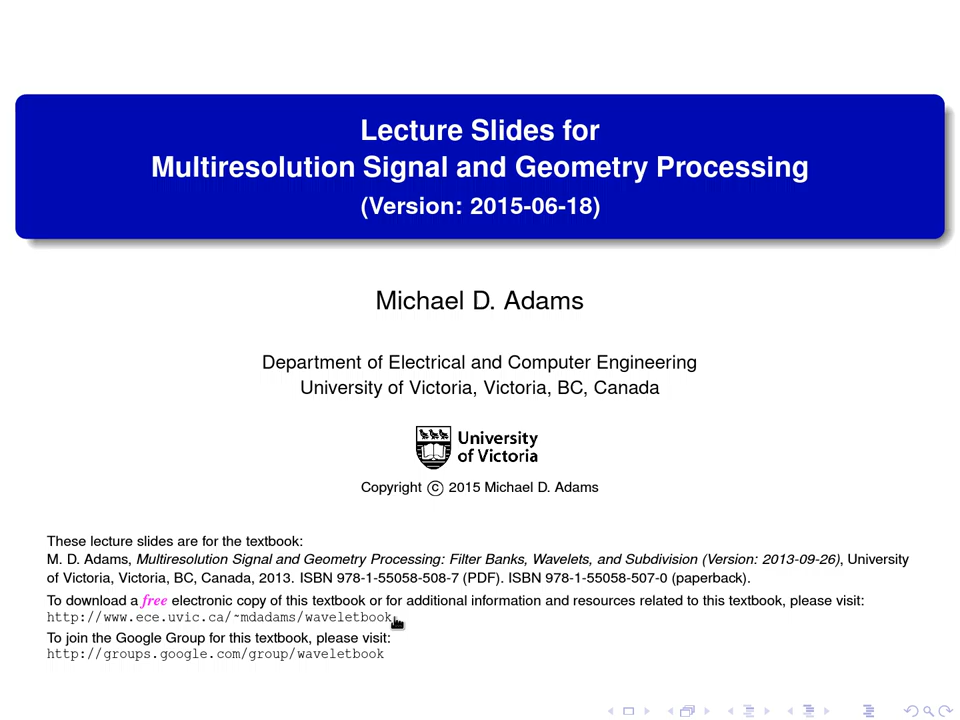 Lecture Slides for
Multiresolution Signal and Geometry Processing
(Version: 2015-06-18)
Michael D. Adams
Department of Electrical and Computer Engineering
University of Victoria, Victoria, BC, Canada
University
of Victoria
Copyright © 2015 Michael D. Adams
These lecture slides are for the textbook:
M. D. Adams, Multiresolution Signal and Geometry Processing: Filter Banks, Wavelets, and Subdivision (Version: 2013-09-26), University
of Victoria, Victoria, BC, Canada, 2013. ISBN 978-1-55058-508-7 (PDF). ISBN 978-1-55058-507-0 (paperback).
To download a free electronic copy of this textbook or for additional information and resources related to this textbook, please visit:
http://www.ece.uvic.ca/~mdadams/waveletbook
To join the Google Group for this textbook, please visit:
http://groups.google.com/group/waveletbook